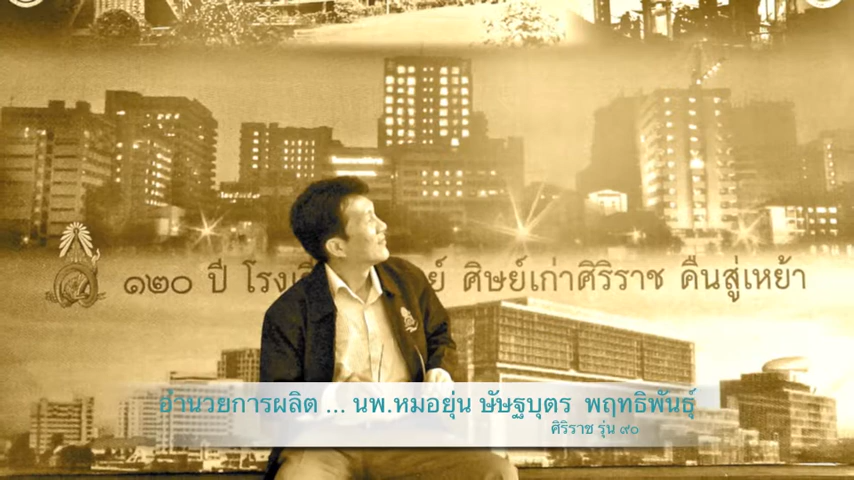 ๑๒๐ ปี ศิษย์เก่าศิริราช คืนสู่เหย้า
อำนวยการผลิต ... นพ.หมอยุ่น ษัษฐบุตร พฤทธิพันธุ์
ศิริราช รุ่น ๙๐